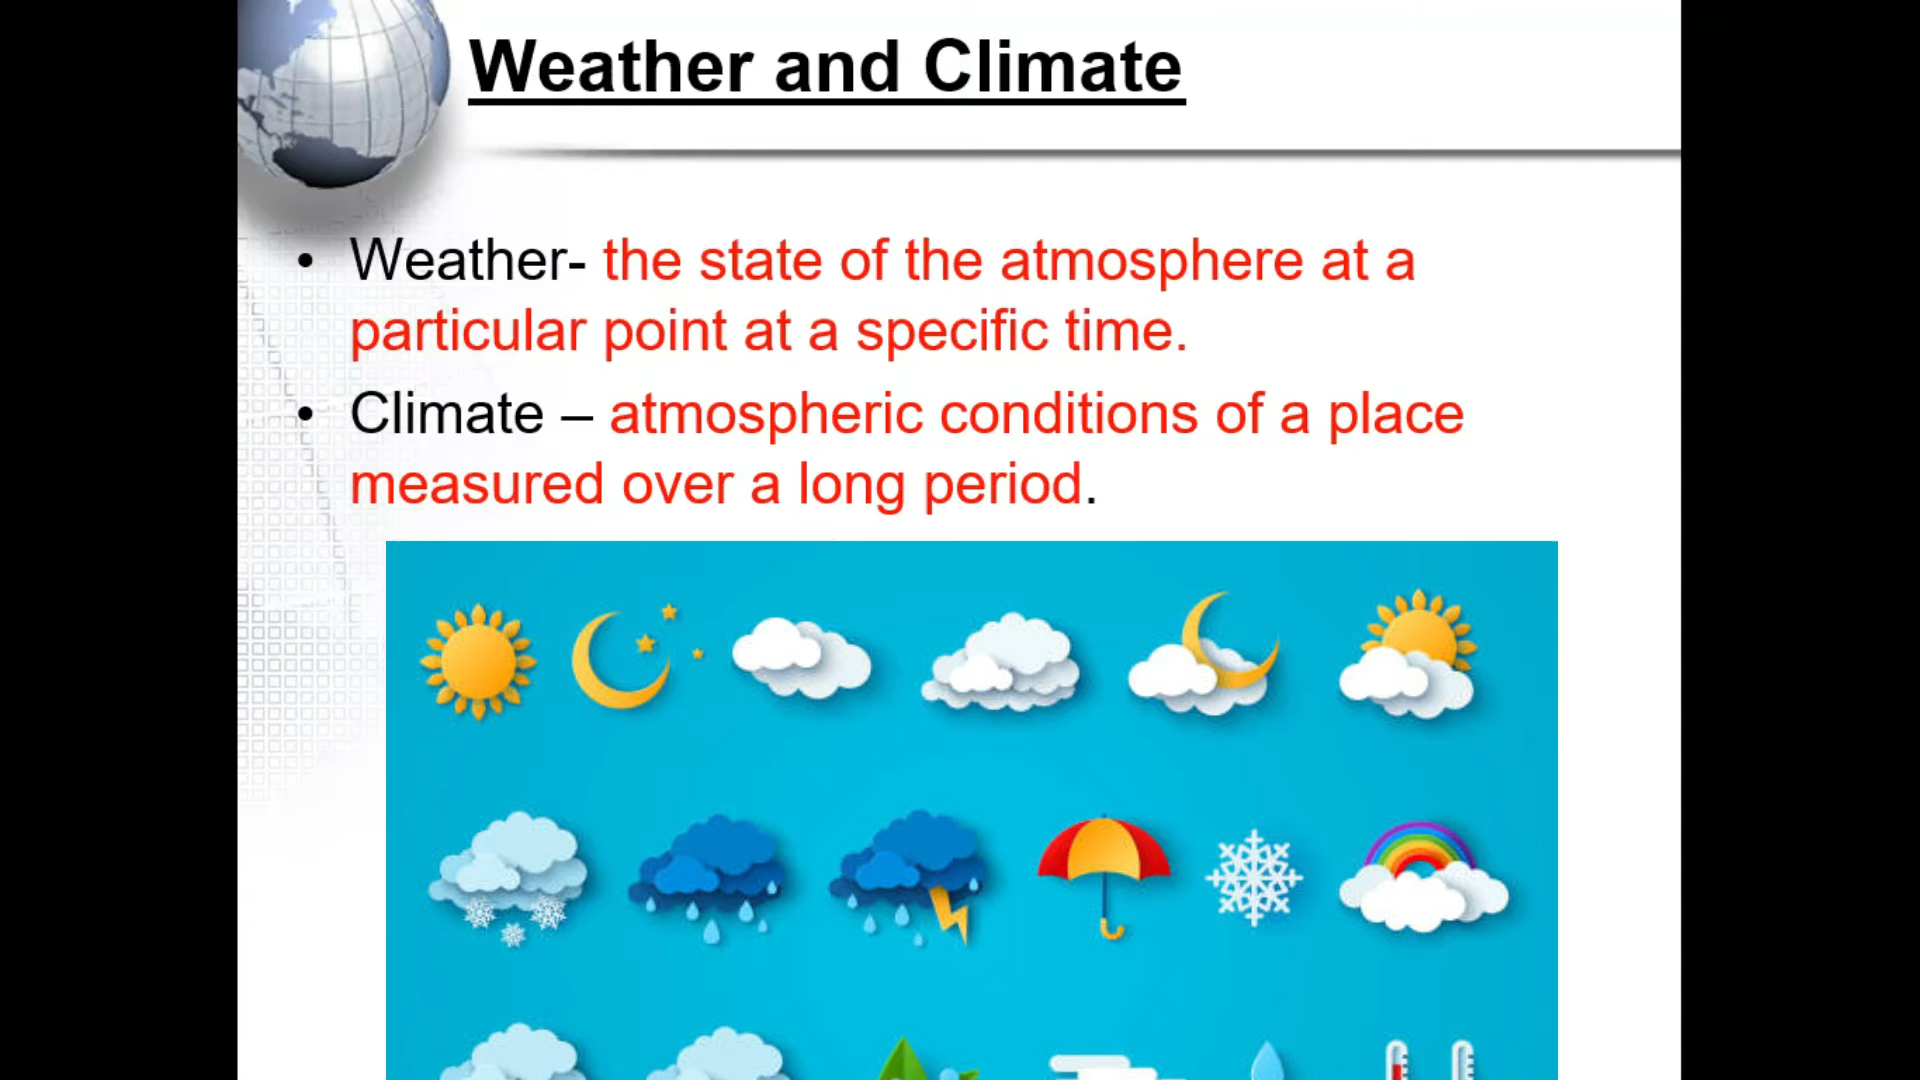 Weather and Climate
• Weather- the state of the atmosphere at a
particular point at a specific time.
• Climate – atmospheric conditions of a place
measured over a long period.